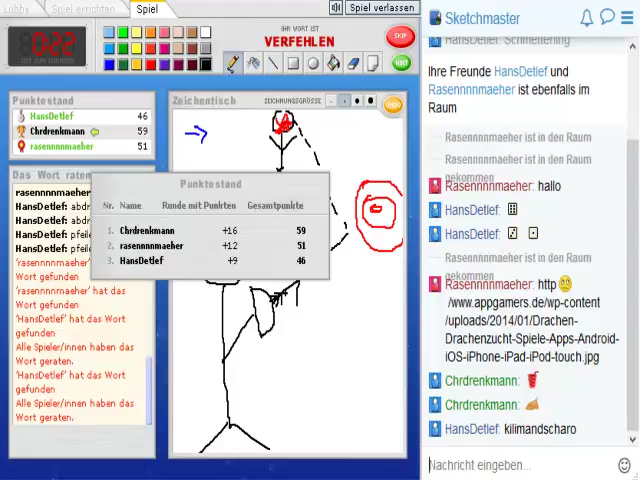 Lobby
Spiel ernichten
Spiel
Spiel verlassen
0:22
IHR WORT IST
VERFEHLEN
SKIP
Punktestand
HansDetlef 46
Chrdrenkmann 59
rasennnnmaeher 51
Zeichentisch
ZEICHNUNGSGRÖSSE
UNDO
Das Wort raten
rasennnnmaeher
HansDetlef: abd
HansDetlef: abd
HansDetlef: pfeile
HansDetlef: pfei
'rasennnnmaeher'
Wort gefunden
'rasennnnmaeher' hat das
Wort gefunden
'HansDetlef' hat das Wort
gefunden
Alle Spieler/innen haben das
Wort geraten.
'HansDetlef' hat das Wort
gefunden
Alle Spieler/innen haben das
Wort geraten.
Punktestand
Nr. Name Runde mit Punkten Gesamtpunkte
1. Chrdrenkmann +16 59
2. rasennnnmaeher +12 51
3. HansDetlef +9 46
Sketchmaster
HansDetlef: Schmetterling
Ihre Freunde HansDetlef und
Rasennnnmaeher ist ebenfalls im
Raum
Rasennnnmaeher ist in den Raum
gekommen
Rasennnnmaeher ist in den Raum
gekommen
Rasennnnmaeher: hallo
HansDetlef:
HansDetlef:
Rasennnnmaeher ist in den Raum
gekommen
Rasennnnmaeher: http
/www.appgamers.de/wp-content
/uploads/2014/01/Drachen-
Drachenzucht-Spiele-Apps-Android-
iOS-iPhone-iPad-iPod-touch.jpg
Chrdrenkmann:
Chrdrenkmann:
HansDetlef: kilimandscharo
Nachricht eingeben...